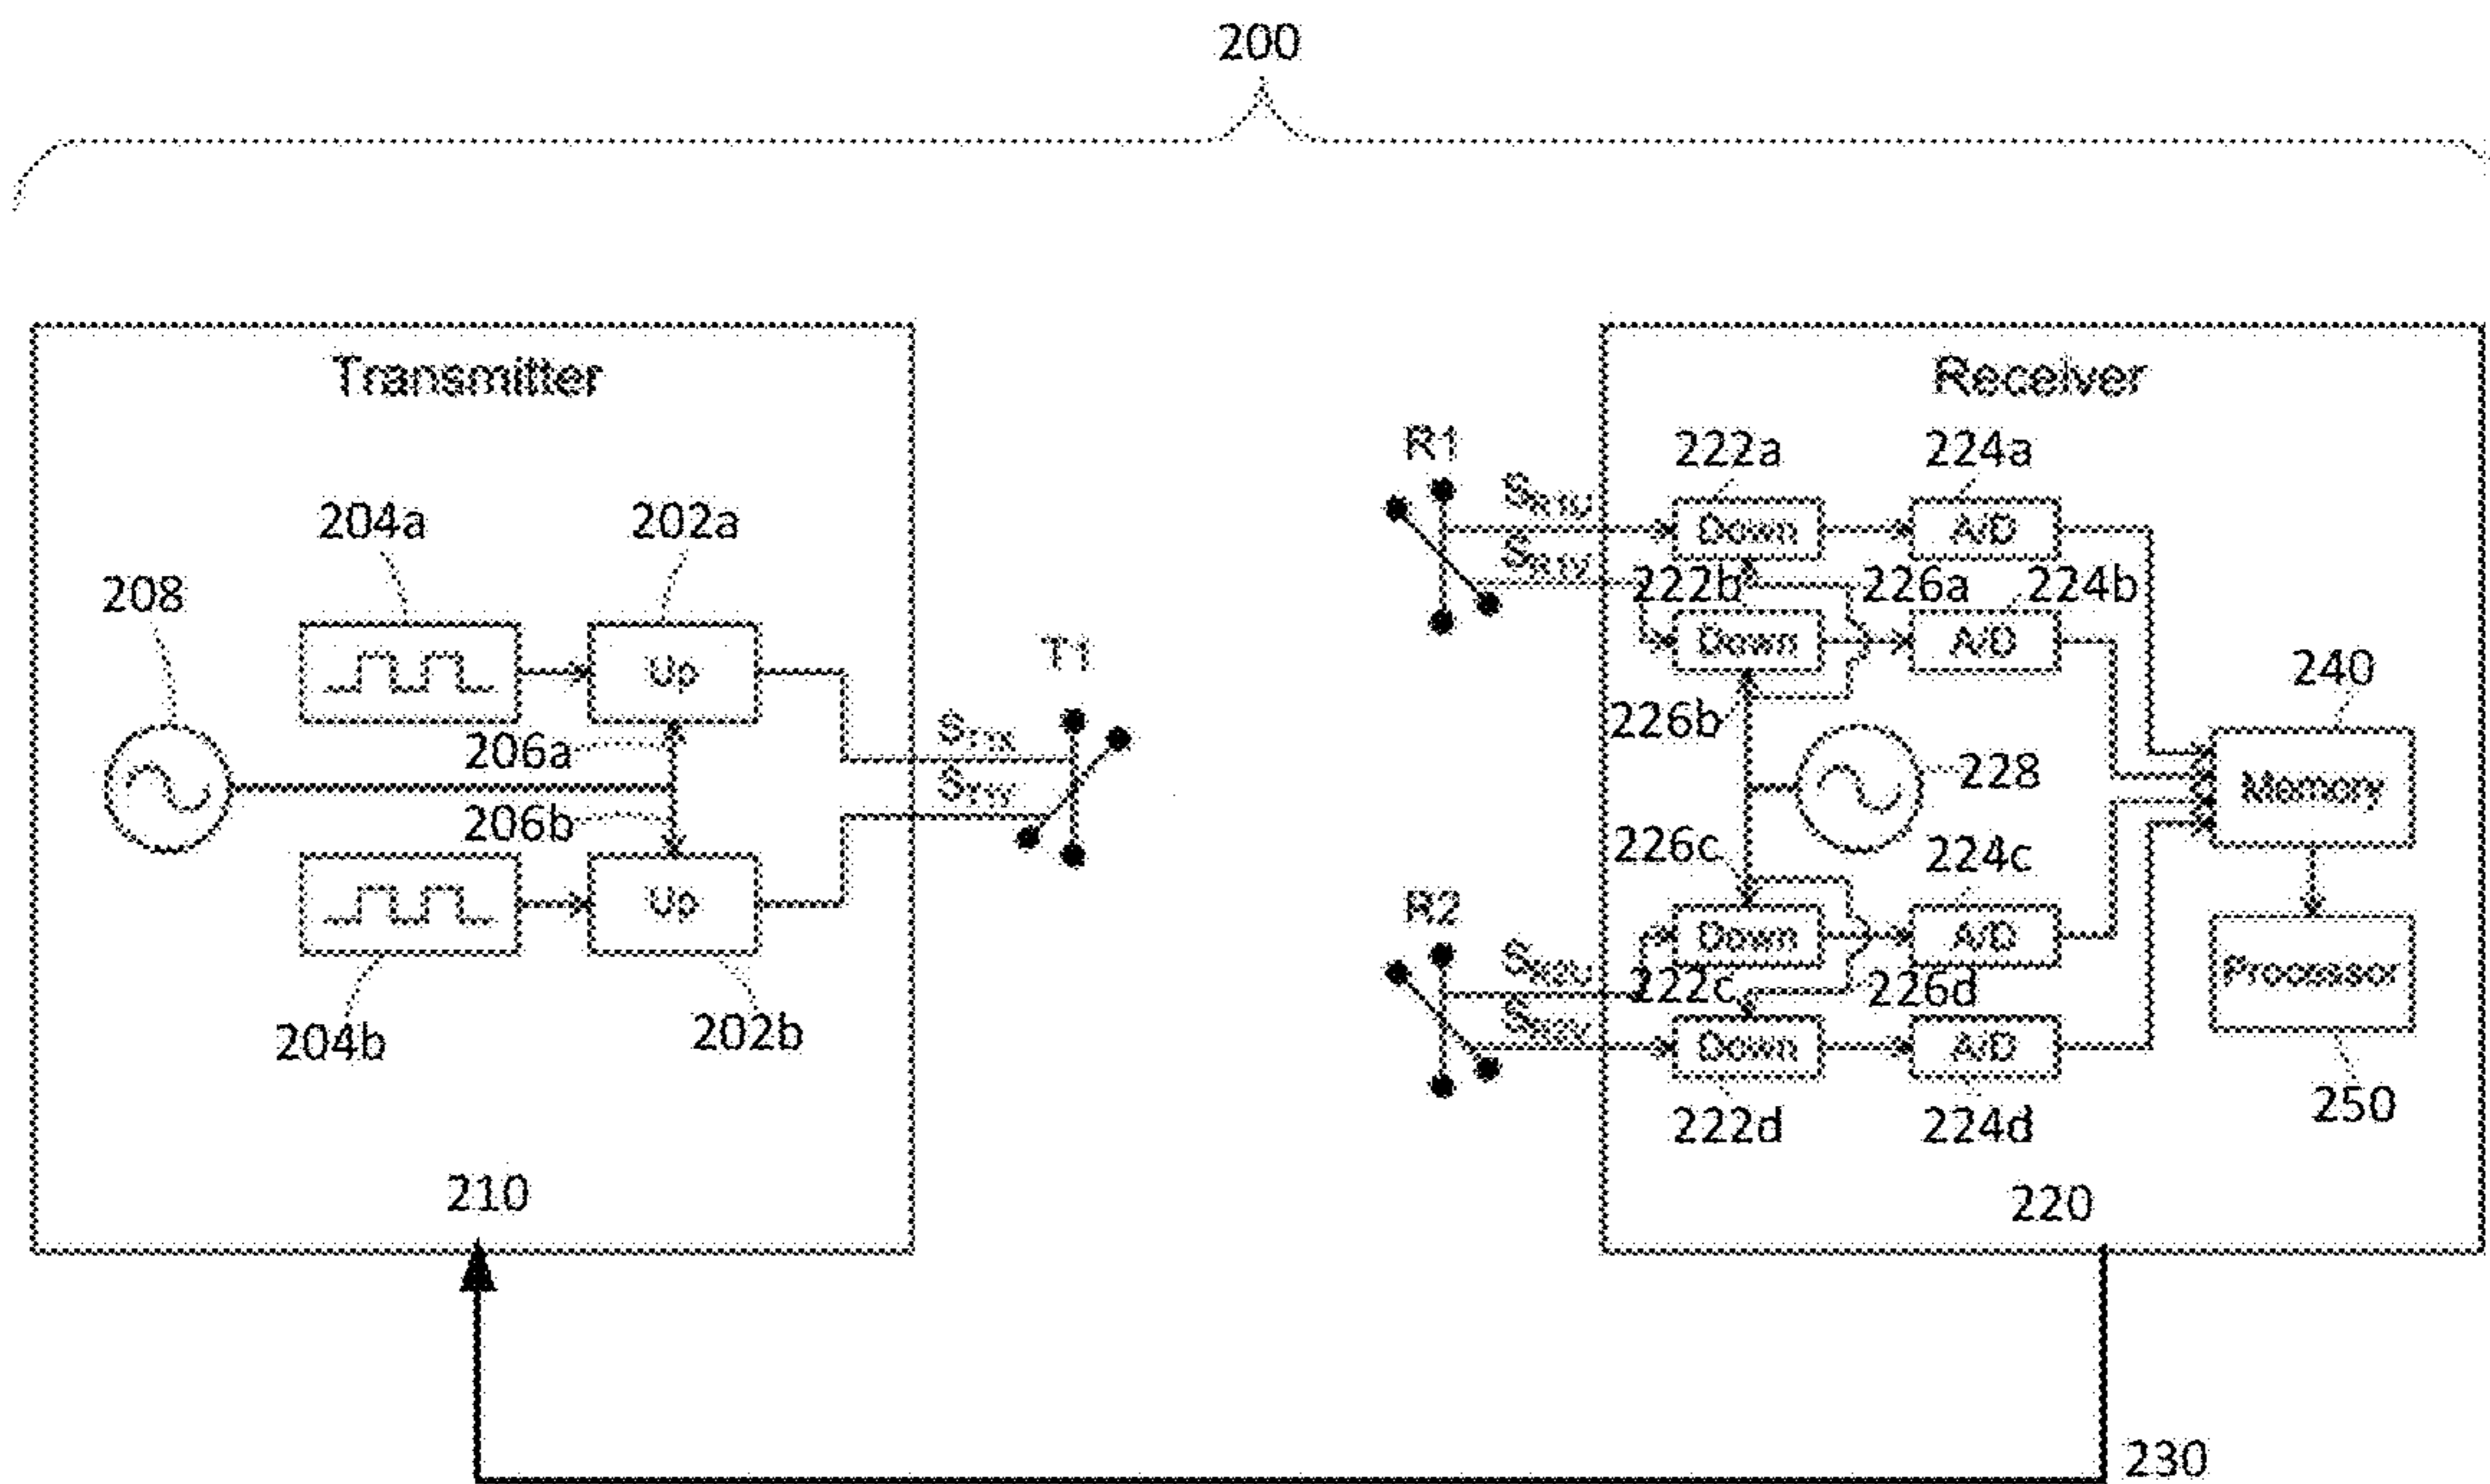 200
Transmitter
Receiver
R1
222a
224a
S_R1U
Down
A/D
204a
202a
S_R1V
222b
226a
224b
208
Down
A/D
Up
T1
240
206a
S_T1X
226b
Memory
228
206b
S_T1Y
226c
224c
Up
R2
Down
A/D
S_R2U
Processor
222c
226d
204b
202b
S_R2V
Down
A/D
250
222d
224d
210
220
230